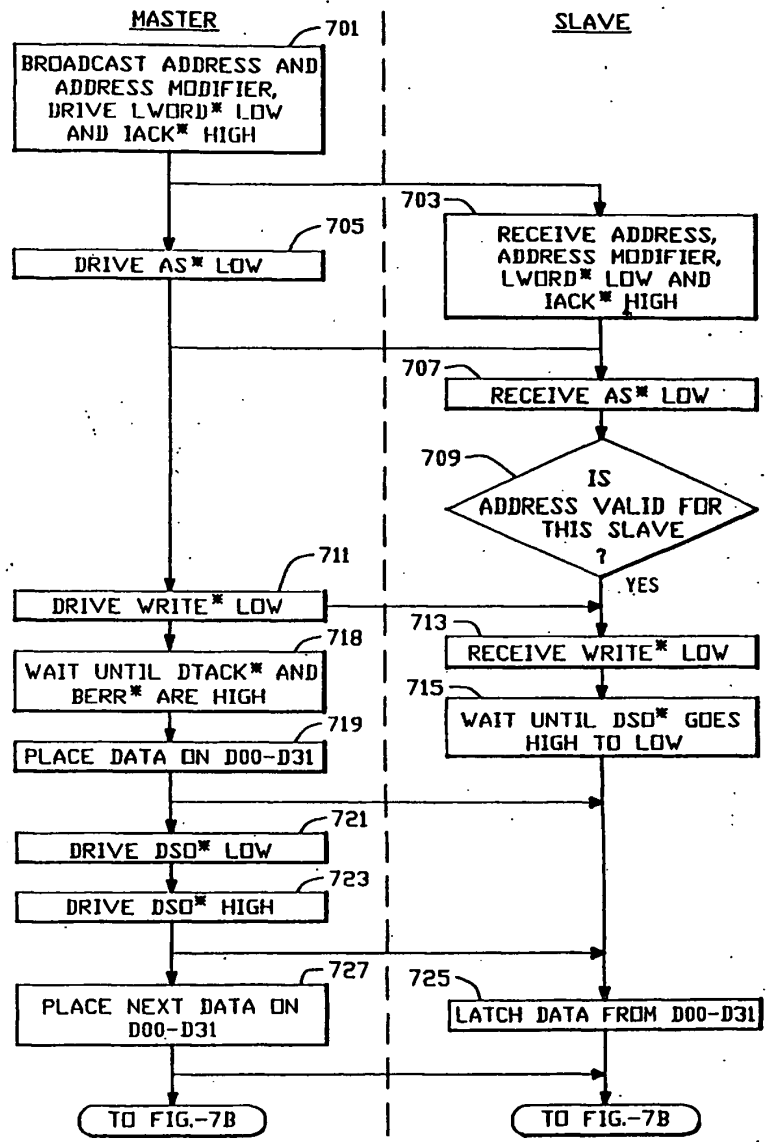 MASTER
SLAVE
701
BROADCAST ADDRESS AND
ADDRESS MODIFIER,
DRIVE LWORD* LOW
AND IACK* HIGH
703
RECEIVE ADDRESS,
ADDRESS MODIFIER,
LWORD* LOW AND
IACK* HIGH
705
DRIVE AS* LOW
707
RECEIVE AS* LOW
709
IS
ADDRESS VALID FOR
THIS SLAVE
?
YES
711
DRIVE WRITE* LOW
713
RECEIVE WRITE* LOW
718
WAIT UNTIL DTACK* AND
BERR* ARE HIGH
715
WAIT UNTIL DSO* GOES
HIGH TO LOW
719
PLACE DATA ON D00-D31
721
DRIVE DSO* LOW
723
DRIVE DSO* HIGH
727
PLACE NEXT DATA ON
D00-D31
725
LATCH DATA FROM D00-D31
TO FIG.-7B
TO FIG.-7B